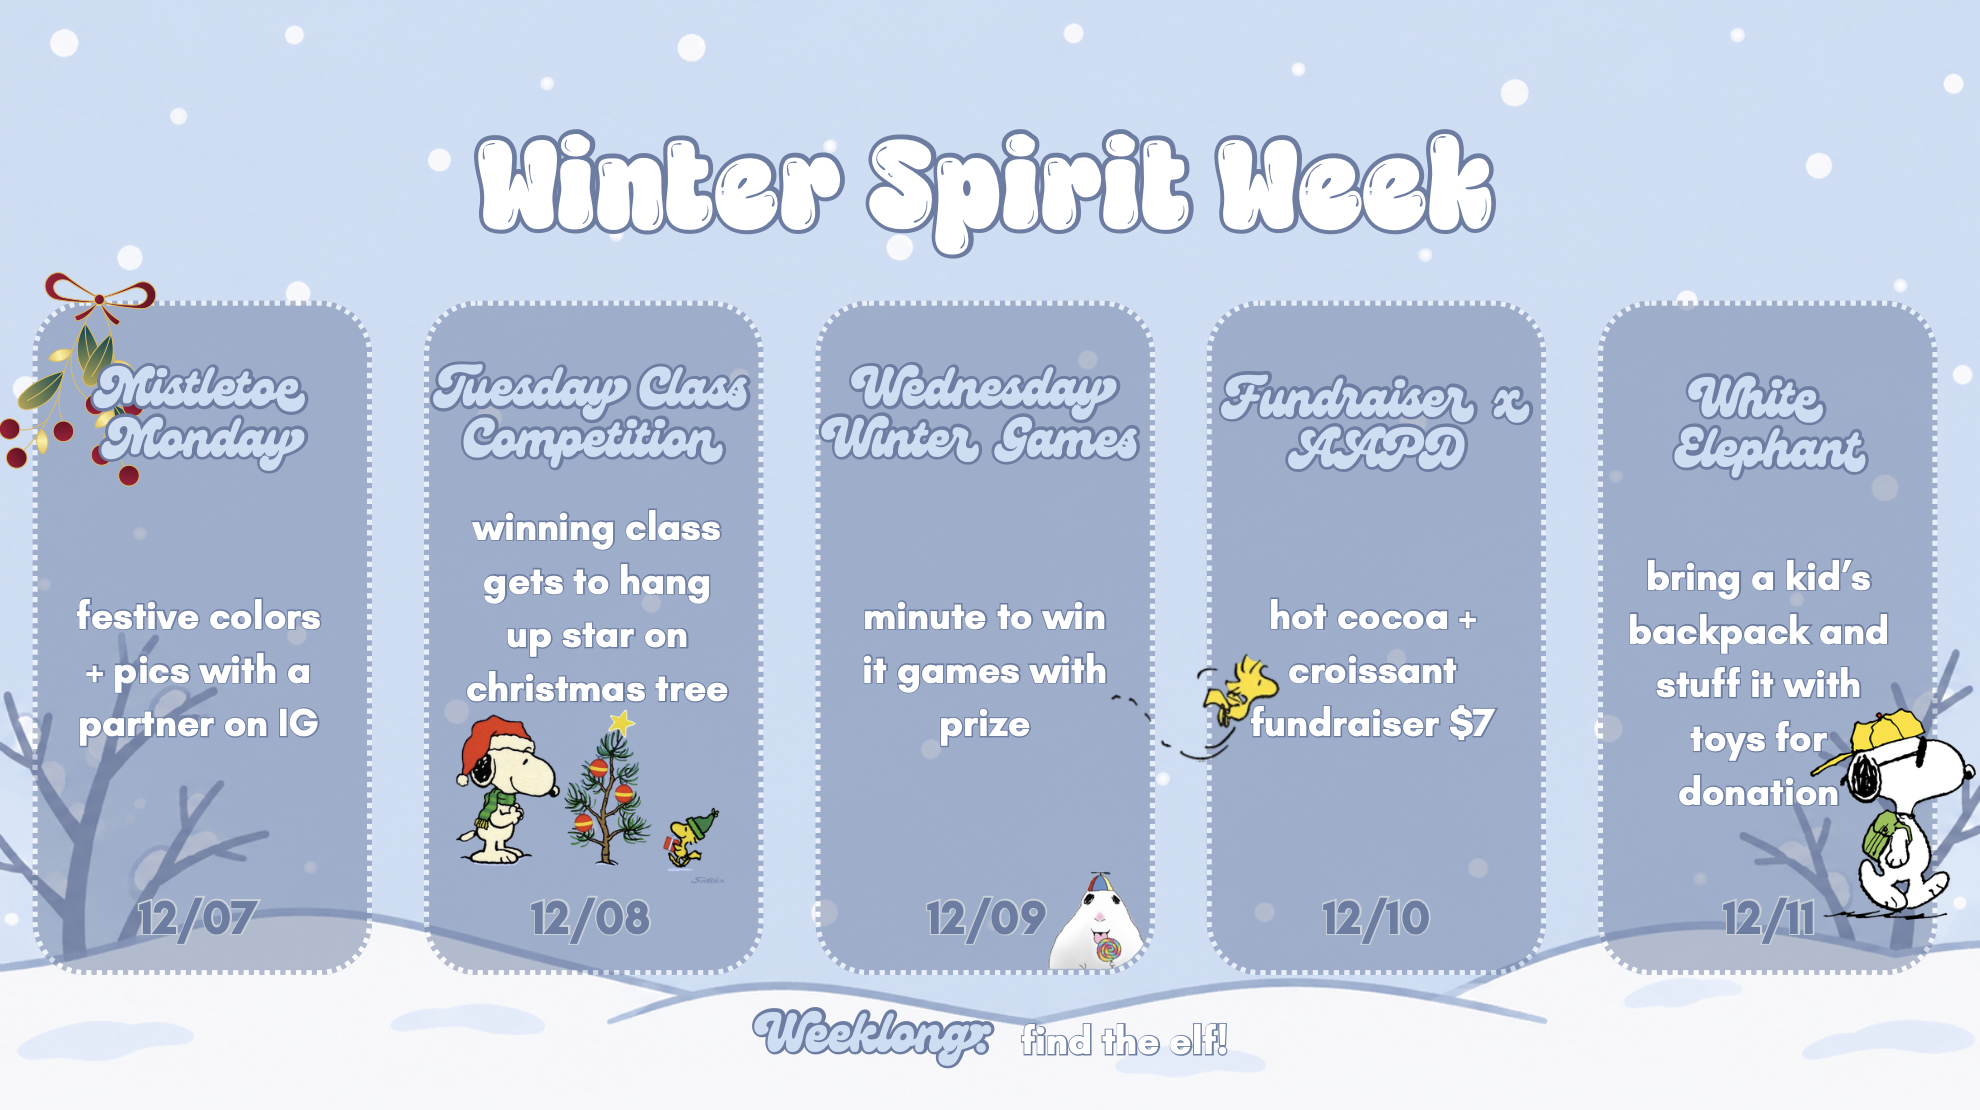 Winter Spirit Week
Mistletoe
Monday
festive colors
+ pics with a
partner on IG
12/07
Tuesday Class
Competition
winning class
gets to hang
up star on
christmas tree
12/08
Wednesday
Winter Games
minute to win
it games with
prize
12/09
Fundraiser x
AAPD
hot cocoa +
croissant
fundraiser $7
12/10
White
Elephant
bring a kid's
backpack and
stuff it with
toys for
donation
12/11
Weeklong: find the elf!